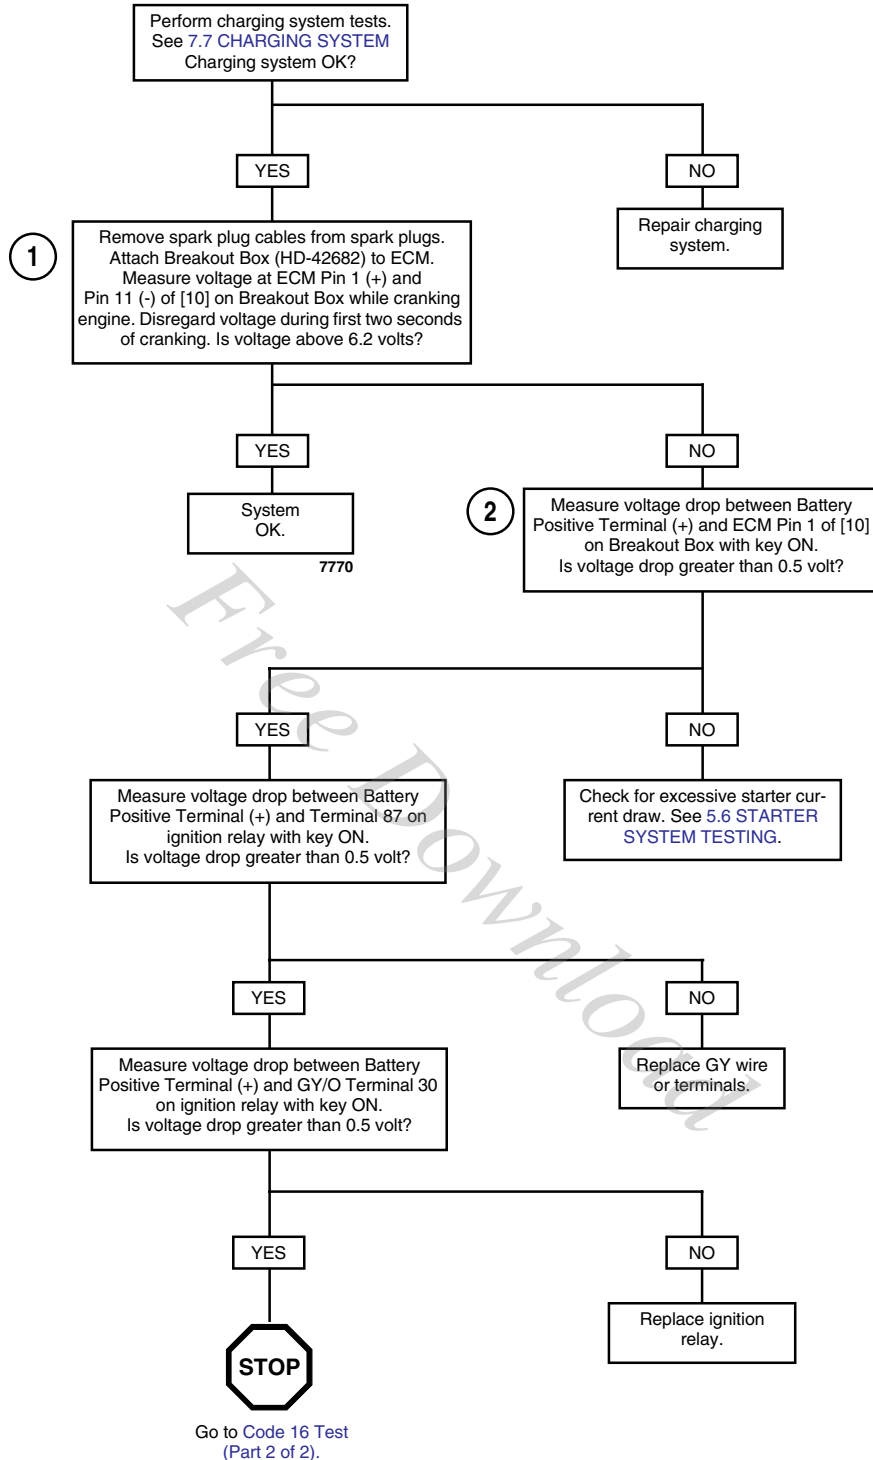 Perform charging system tests.
See 7.7 CHARGING SYSTEM
Charging system OK?
YES
NO
Repair charging
system.
1
Remove spark plug cables from spark plugs.
Attach Breakout Box (HD-42682) to ECM.
Measure voltage at ECM Pin 1 (+) and
Pin 11 (-) of [10] on Breakout Box while cranking
engine. Disregard voltage during first two seconds
of cranking. Is voltage above 6.2 volts?
YES
NO
System
OK.
7770
2
Measure voltage drop between Battery
Positive Terminal (+) and ECM Pin 1 of [10]
on Breakout Box with key ON.
Is voltage drop greater than 0.5 volt?
YES
NO
Measure voltage drop between Battery
Positive Terminal (+) and Terminal 87 on
ignition relay with key ON.
Is voltage drop greater than 0.5 volt?
Check for excessive starter cur-
rent draw. See 5.6 STARTER
SYSTEM TESTING.
YES
NO
Measure voltage drop between Battery
Positive Terminal (+) and GY/O Terminal 30
on ignition relay with key ON.
Is voltage drop greater than 0.5 volt?
Replace GY wire
or terminals.
YES
NO
STOP
Replace ignition
relay.
Go to Code 16 Test
(Part 2 of 2).
Free Download